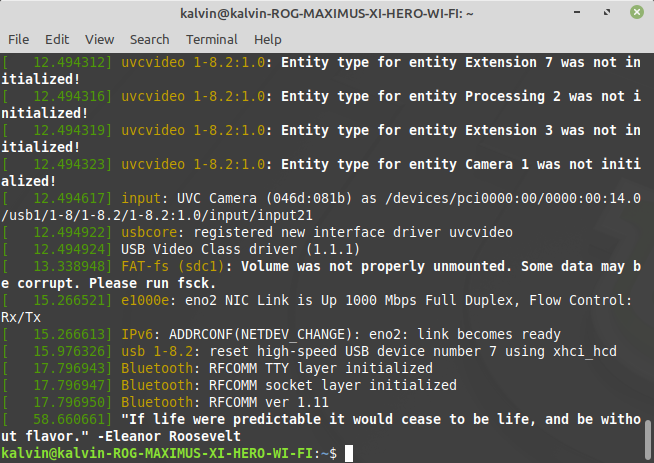 kalvin@kalvin-ROG-MAXIMUS-XI-HERO-WI-FI: ~
File Edit View Search Terminal Help
[   12.494312] uvcvideo 1-8.2:1.0: Entity type for entity Extension 7 was not in
itialized!
[   12.494316] uvcvideo 1-8.2:1.0: Entity type for entity Processing 2 was not i
nitialized!
[   12.494319] uvcvideo 1-8.2:1.0: Entity type for entity Extension 3 was not in
itialized!
[   12.494323] uvcvideo 1-8.2:1.0: Entity type for entity Camera 1 was not initi
alized!
[   12.494617] input: UVC Camera (046d:081b) as /devices/pci0000:00/0000:00:14.0
/usb1/1-8/1-8.2/1-8.2:1.0/input/input21
[   12.494922] usbcore: registered new interface driver uvcvideo
[   12.494924] USB Video Class driver (1.1.1)
[   13.338948] FAT-fs (sdc1): Volume was not properly unmounted. Some data may b
e corrupt. Please run fsck.
[   15.266521] e1000e: eno2 NIC Link is Up 1000 Mbps Full Duplex, Flow Control:
Rx/Tx
[   15.266613] IPv6: ADDRCONF(NETDEV_CHANGE): eno2: link becomes ready
[   15.976326] usb 1-8.2: reset high-speed USB device number 7 using xhci_hcd
[   17.796943] Bluetooth: RFCOMM TTY layer initialized
[   17.796947] Bluetooth: RFCOMM socket layer initialized
[   17.796950] Bluetooth: RFCOMM ver 1.11
[   58.660661] "If life were predictable it would cease to be life, and be witho
ut flavor." -Eleanor Roosevelt
kalvin@kalvin-ROG-MAXIMUS-XI-HERO-WI-FI:~$